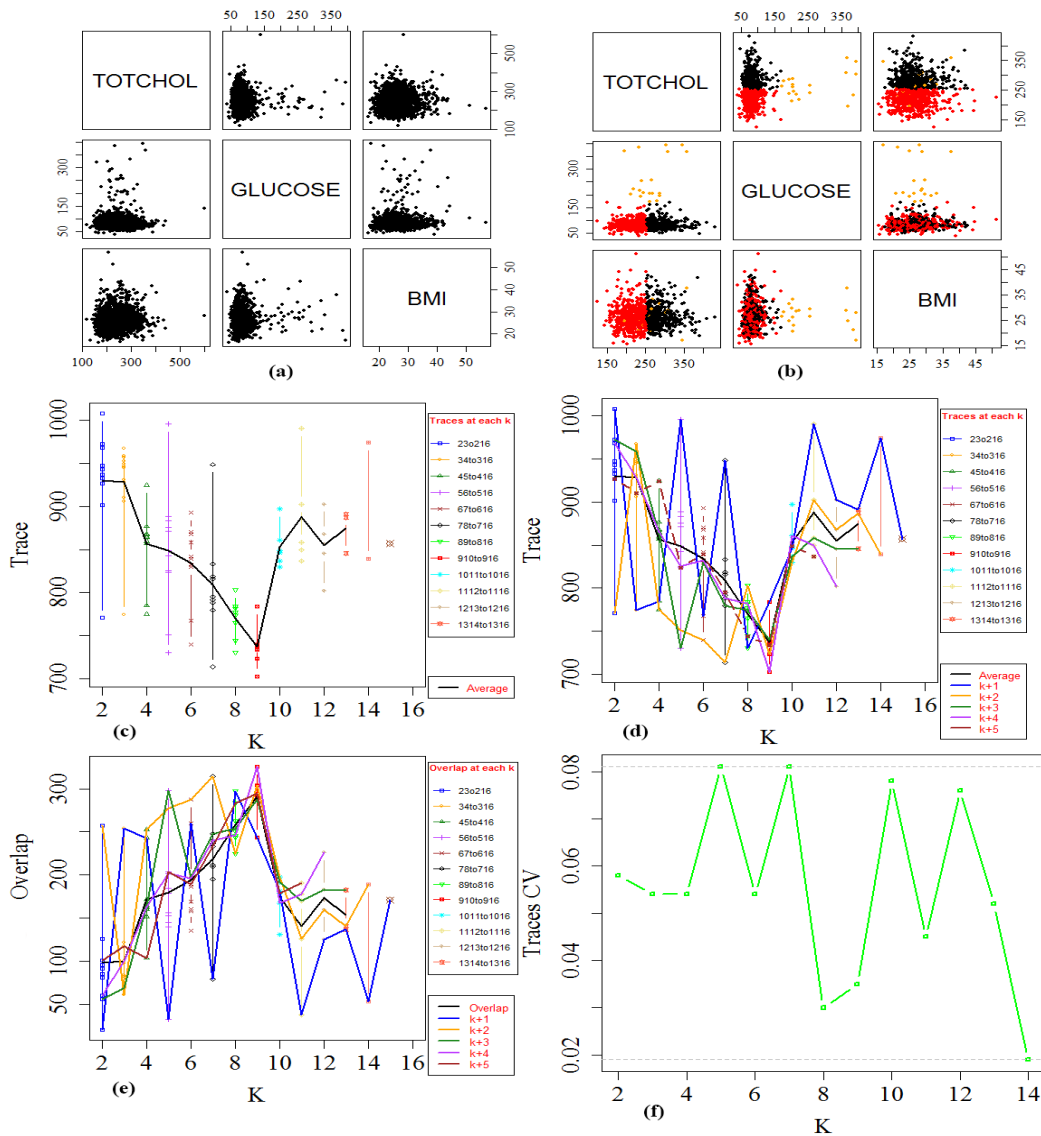 50 150 300 400
TOTCHOL
100 300 500
GLUCOSE
50 150 300
BMI
20 30 40 50
100 300 500
20 30 40 50
(a)
50 150 300 400
TOTCHOL
150 250 350
GLUCOSE
50 150 300
BMI
15 25 35 45
150 250 350
15 25 35 45
(b)
Trace
700 800 900 1000
2 4 6 8 10 12 14 16
K
(c)
Traces at each k
23o216
34to316
45to416
56to516
67to616
78to716
89to816
910to916
1011to1016
1112to1116
1213to1216
1314to1316
Average
Trace
700 800 900 1000
2 4 6 8 10 12 14 16
K
(d)
Traces at each k
23o216
34to316
45to416
56to516
67to616
78to716
89to816
910to916
1011to1016
1112to1116
1213to1216
1314to1316
Average
k+1
k+2
k+3
k+4
k+5
Overlap
50 100 200 300
2 4 6 8 10 12 14 16
K
(e)
Overlap at each k
23o216
34to316
45to416
56to516
67to616
78to716
89to816
910to916
1011to1016
1112to1116
1213to1216
1314to1316
Overlap
k+1
k+2
k+3
k+4
k+5
Traces CV
0.02 0.04 0.06 0.08
2 4 6 8 10 12 14
K
(f)